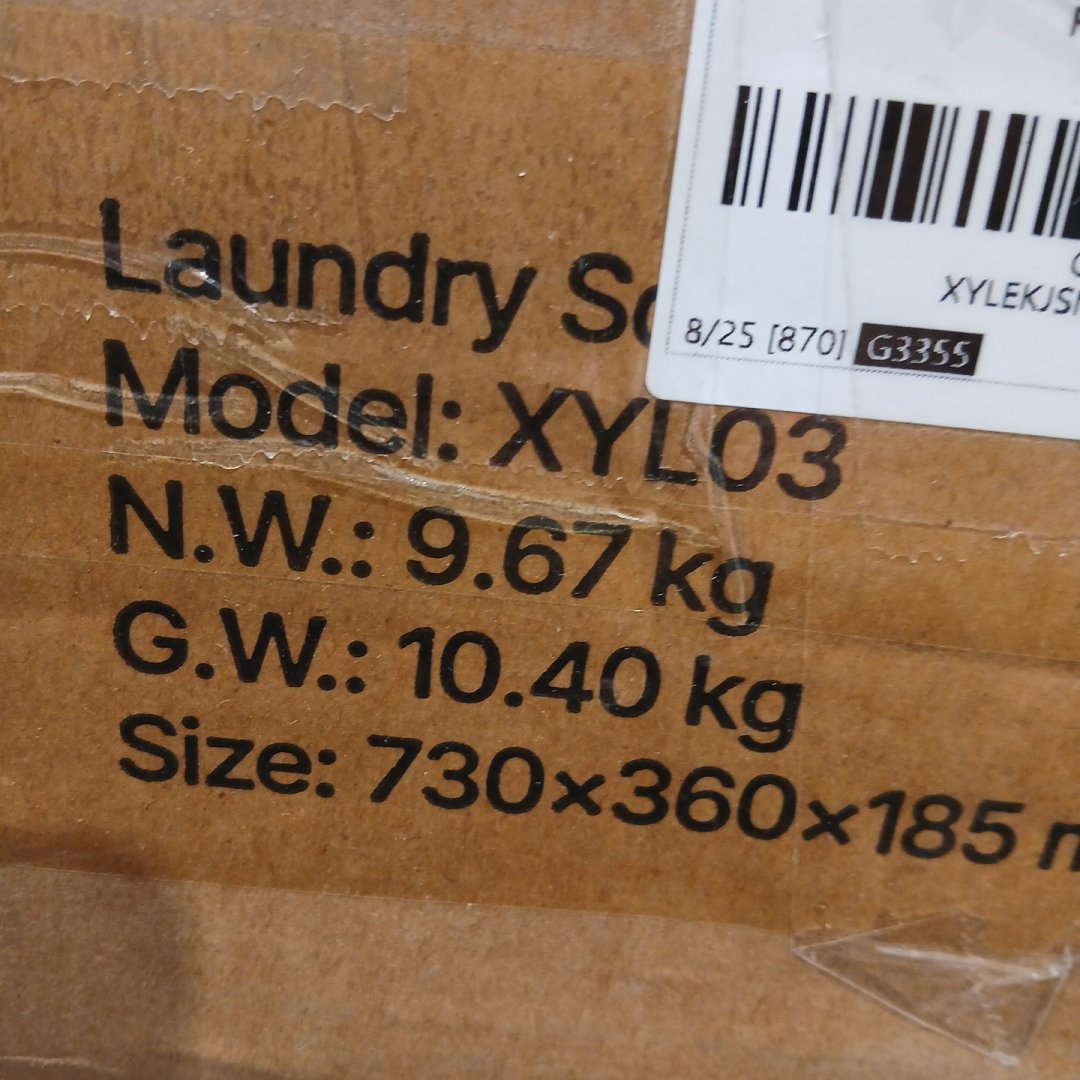 XYLEKJS
8/25 [870] G3355
Laundry
Model: XYL03
N.W.: 9.67 kg
G.W.: 10.40 kg
Size: 730×360×185